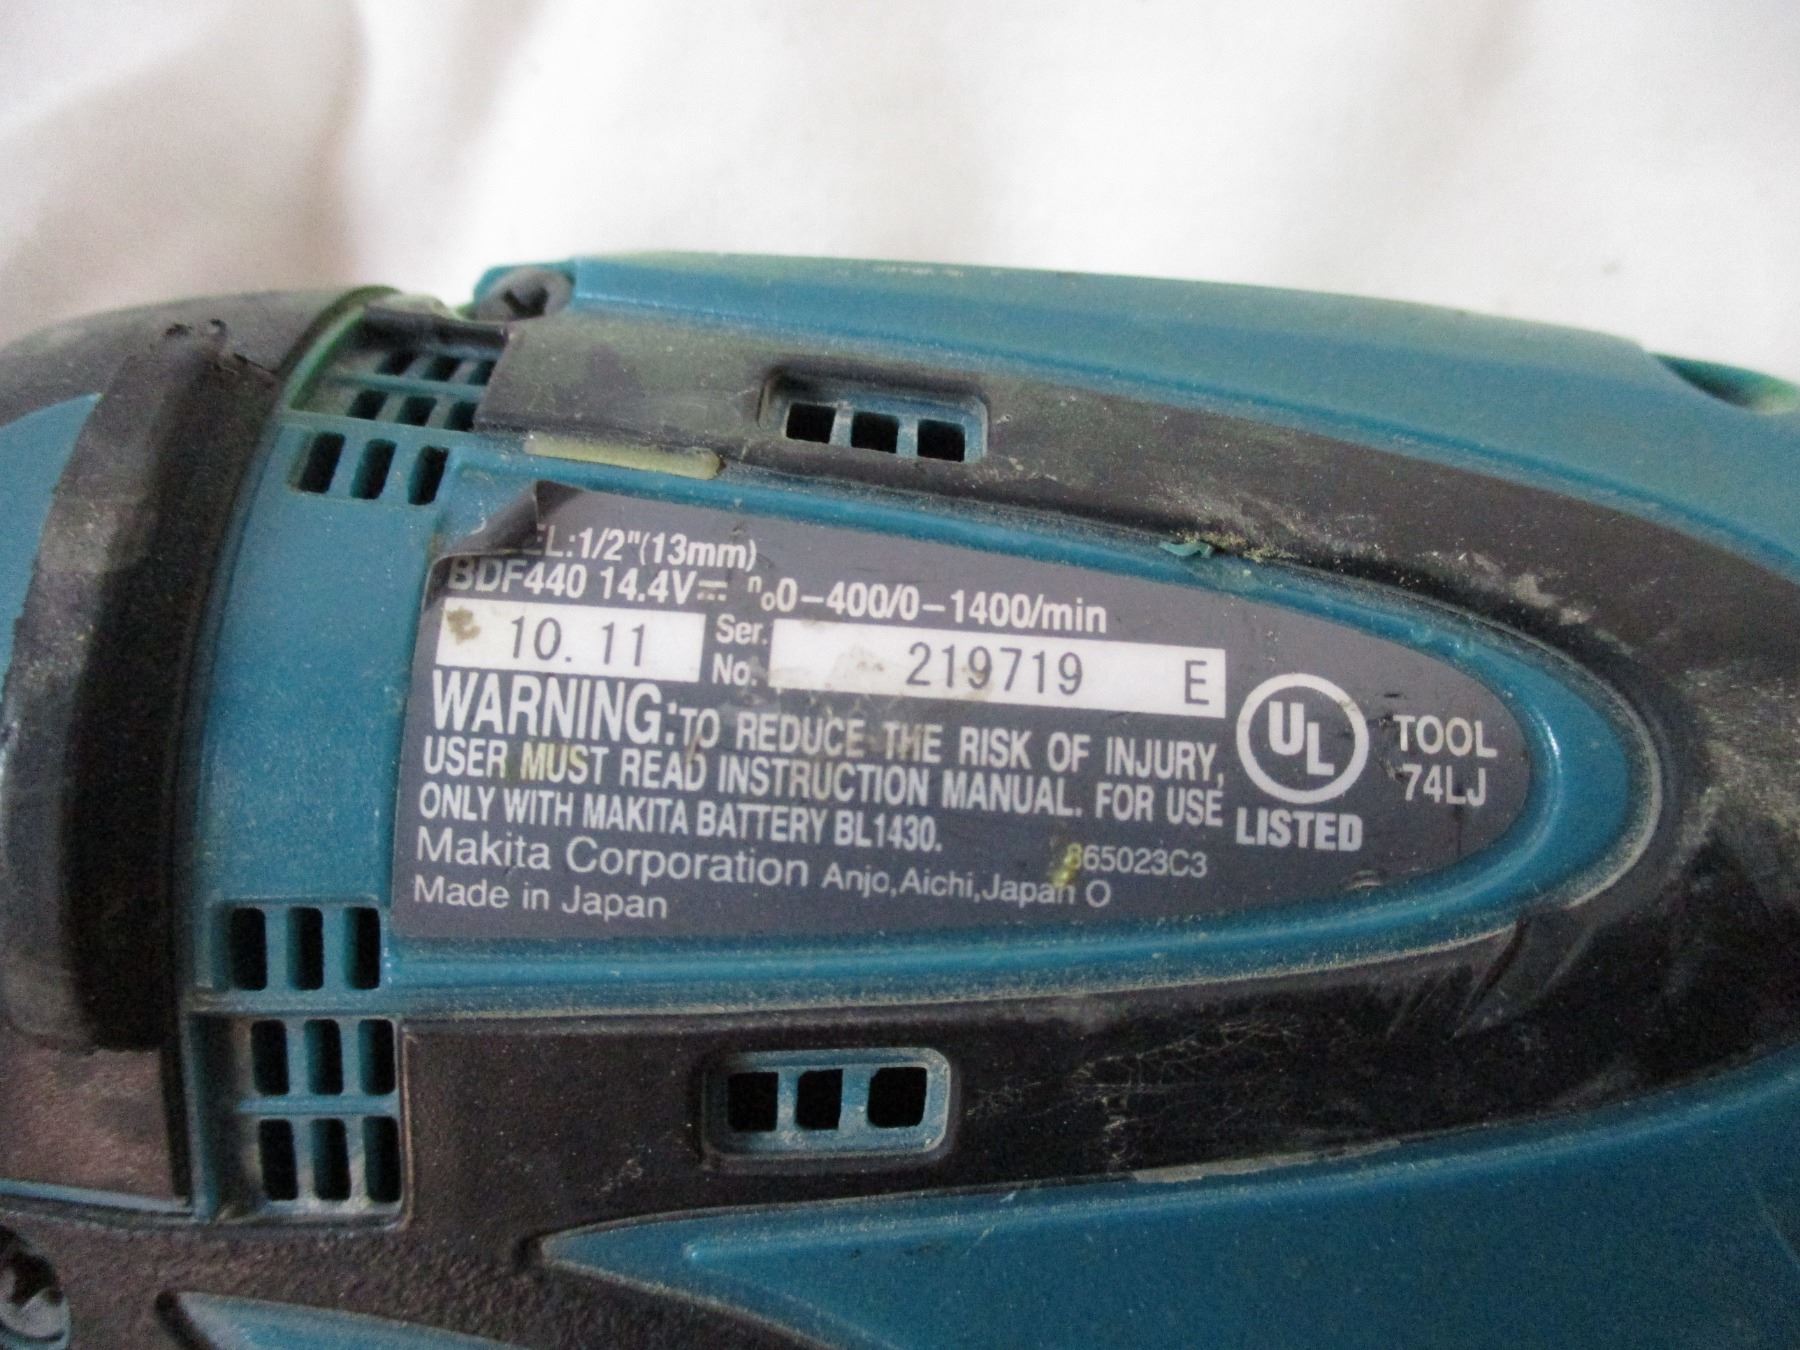 EL:1/2"(13mm)
BDF440 14.4V⎓ n₀0-400/0-1400/min
10. 11 Ser. No. 219719 E
WARNING:TO REDUCE THE RISK OF INJURY,
USER MUST READ INSTRUCTION MANUAL. FOR USE
ONLY WITH MAKITA BATTERY BL1430.
Makita Corporation Anjo,Aichi,Japan O
Made in Japan
865023C3
UL
LISTED
TOOL
74LJ